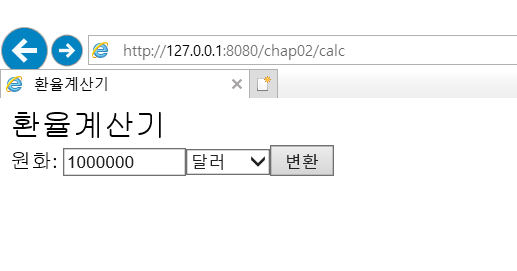 http://127.0.0.1:8080/chap02/calc
환율계산기
환율계산기
원화: 1000000 달러 변환